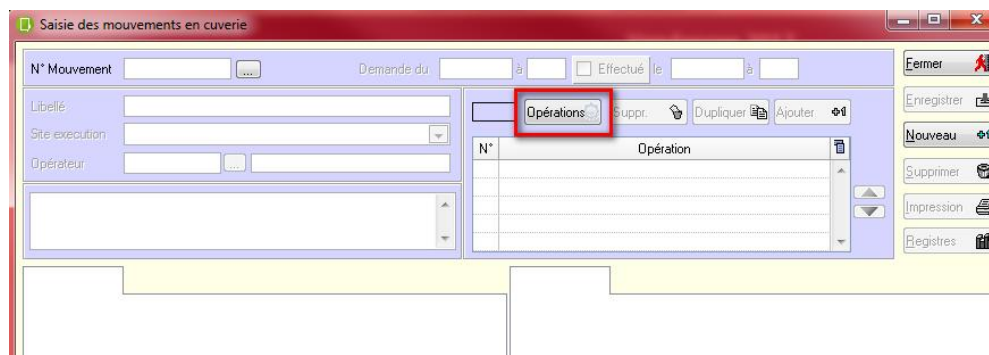 Saisie des mouvements en cuverie
N° Mouvement ... Demande du à Effectué le à
Fermer
Libellé
Opérations Suppr. Dupliquer Ajouter
Enregistrer
Site execution
N° Opération
Nouveau
Opérateur ...
Supprimer
Impression
Registres